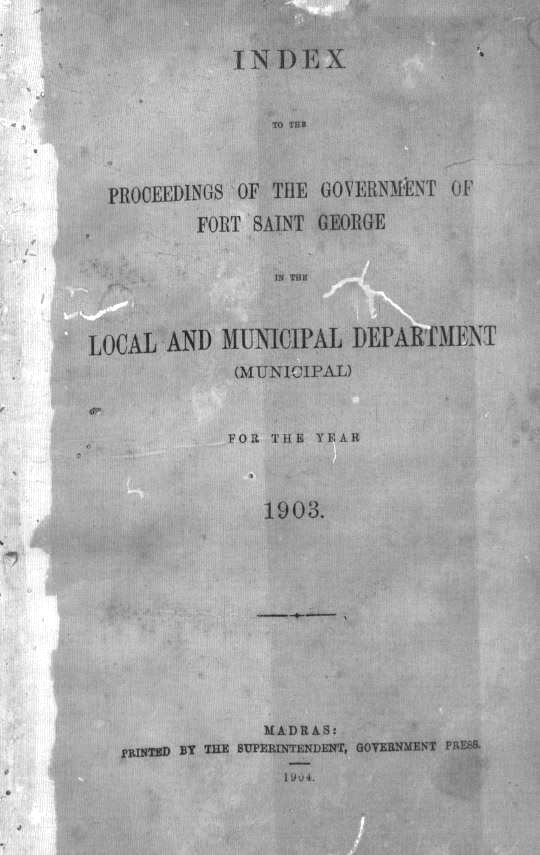 INDEX
TO THE
PROCEEDINGS OF THE GOVERNMENT OF
FORT SAINT GEORGE
IN THE
LOCAL AND MUNICIPAL DEPARTMENT
(MUNICIPAL)
FOR THE YEAR
1903.
MADRAS:
PRINTED BY THE SUPERINTENDENT, GOVERNMENT PRESS.
1904.